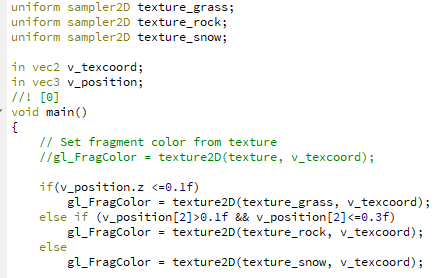 uniform sampler2D texture_grass;
uniform sampler2D texture_rock;
uniform sampler2D texture_snow;
in vec2 v_texcoord;
in vec3 v_position;
//! [0]
void main()
{
// Set fragment color from texture
//gl_FragColor = texture2D(texture, v_texcoord);
if(v_position.z <=0.1f)
gl_FragColor = texture2D(texture_grass, v_texcoord);
else if (v_position[2]>0.1f && v_position[2]<=0.3f)
gl_FragColor = texture2D(texture_rock, v_texcoord);
else
gl_FragColor = texture2D(texture_snow, v_texcoord);